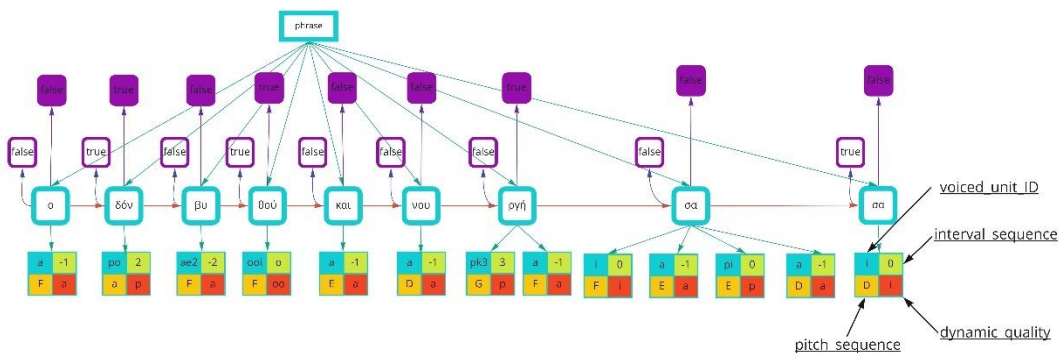 phrase
false true false true false false true false false
false true false true false false false false true
ο δόν βυ θού και νου ργή σα σα
voiced_unit_ID
interval_sequence
a -1 po 2 ae2 -2 ooi o a -1 a -1 pk3 3 a -1 i 0 a -1 pi 0 a -1 i 0
F a a p F a F oo E a D a G p F a F i E a E p D a D i
dynamic_quality
pitch_sequence